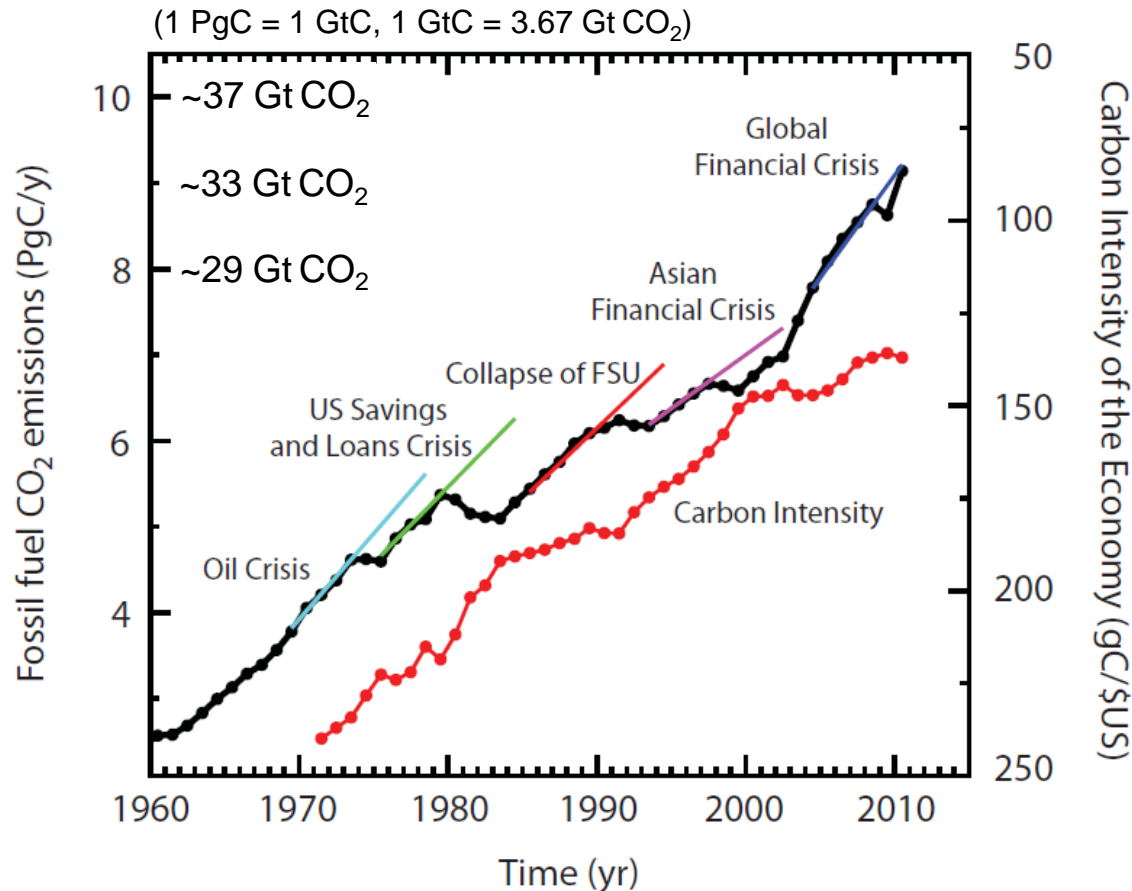 (1 PgC = 1 GtC, 1 GtC = 3.67 Gt CO₂)
Fossil fuel CO₂ emissions (PgC/y)
10
8
6
4
~37 Gt CO₂
~33 Gt CO₂
~29 Gt CO₂
Global
Financial Crisis
Asian
Financial Crisis
Collapse of FSU
US Savings
and Loans Crisis
Oil Crisis
Carbon Intensity
50
100
150
200
250
Carbon Intensity of the Economy (gC/$US)
1960
1970
1980
1990
2000
2010
Time (yr)